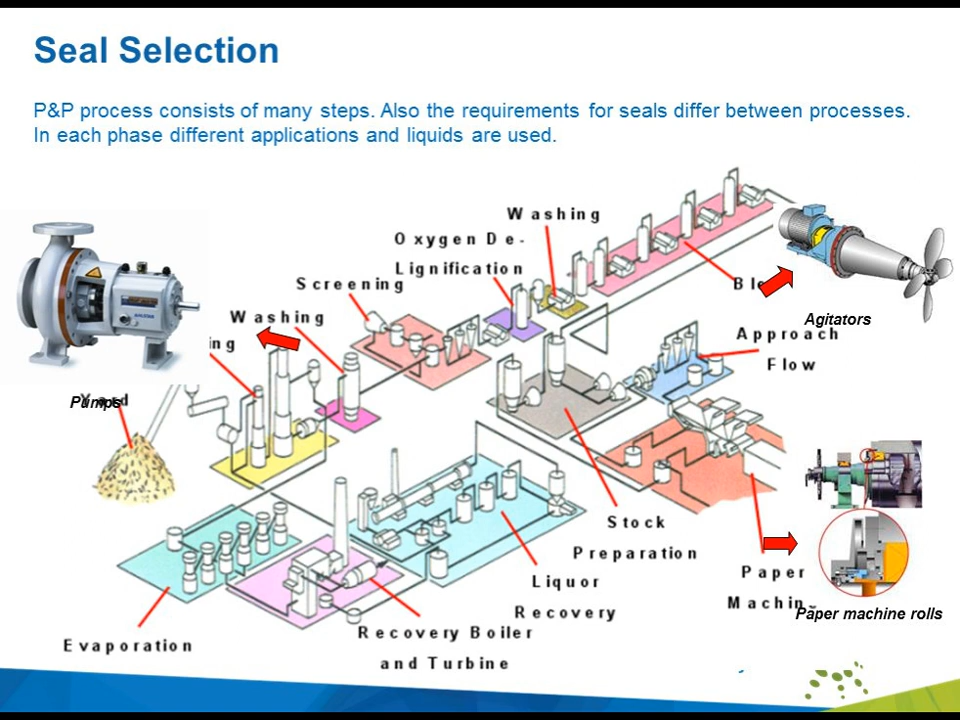 Seal Selection
P&P process consists of many steps. Also the requirements for seals differ between processes.
In each phase different applications and liquids are used.
Washing
Oxygen De-
Lignification
Screening
Washing
ing
Agitators
Approach
Flow
Pumps
Stock
Preparation
Paper
Liquor
Recovery
Paper machine rolls
Recovery Boiler
and Turbine
Evaporation